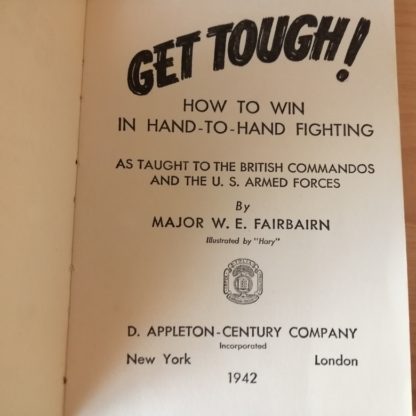 GET TOUGH!
HOW TO WIN
IN HAND-TO-HAND FIGHTING
AS TAUGHT TO THE BRITISH COMMANDOS
AND THE U. S. ARMED FORCES
By
MAJOR W. E. FAIRBAIRN
Illustrated by "Hary"
D. APPLETON-CENTURY COMPANY
Incorporated
New York London
1942